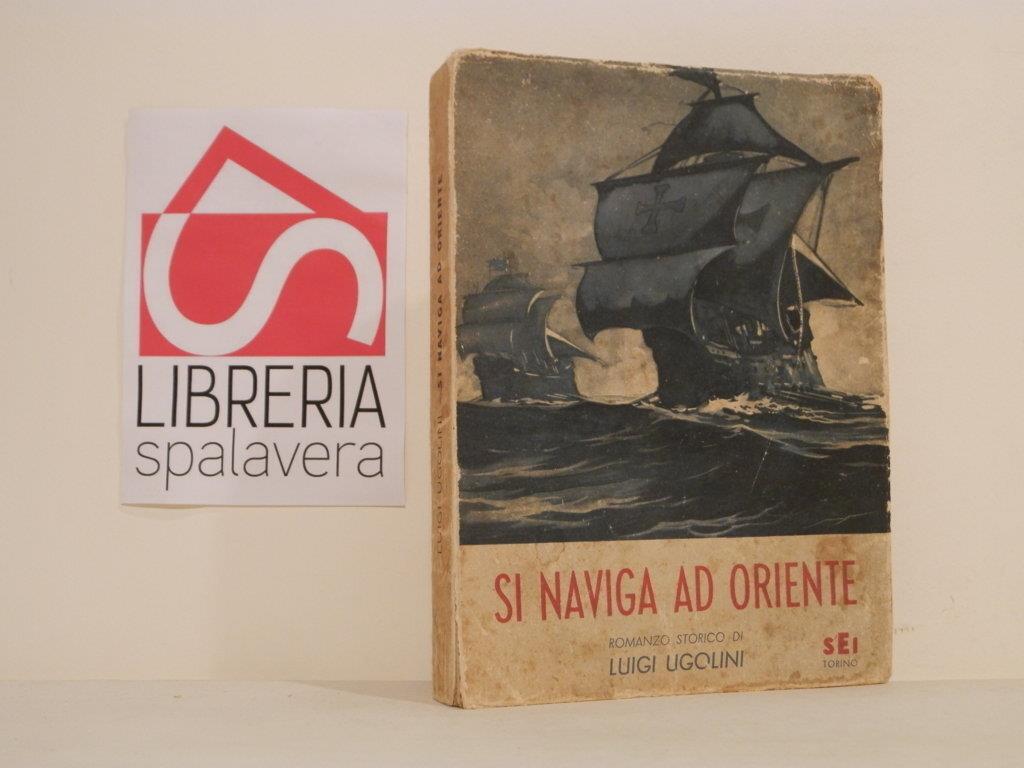 LIBRERIA
spalavera
LUIGI UGOLINI - SI NAVIGA AD ORIENTE
SI NAVIGA AD ORIENTE
ROMANZO STORICO DI
LUIGI UGOLINI
SEI
TORINO